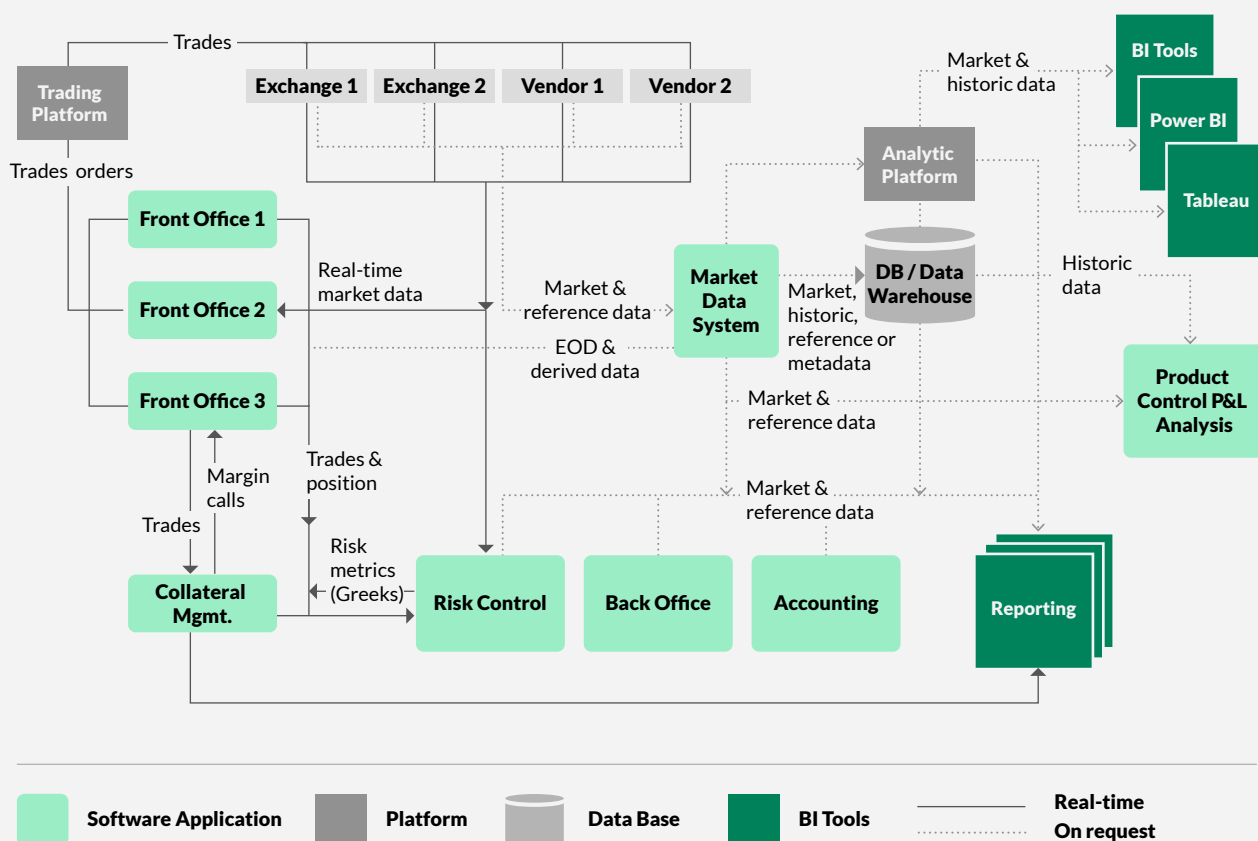 Trades
Trading
Platform
Exchange 1
Exchange 2
Vendor 1
Vendor 2
Market &
historic data
BI Tools
Power BI
Tableau
Analytic
Platform
Trades orders
Front Office 1
Front Office 2
Front Office 3
Real-time
market data
Market &
reference data
EOD &
derived data
Market
Data
System
Market,
historic,
reference or
metadata
DB / Data
Warehouse
Historic
data
Product
Control P&L
Analysis
Market &
reference data
Market &
reference data
Trades &
position
Margin
calls
Trades
Risk
metrics
(Greeks)
Collateral
Mgmt.
Risk Control
Back Office
Accounting
Reporting
Software Application
Platform
Data Base
BI Tools
Real-time
On request